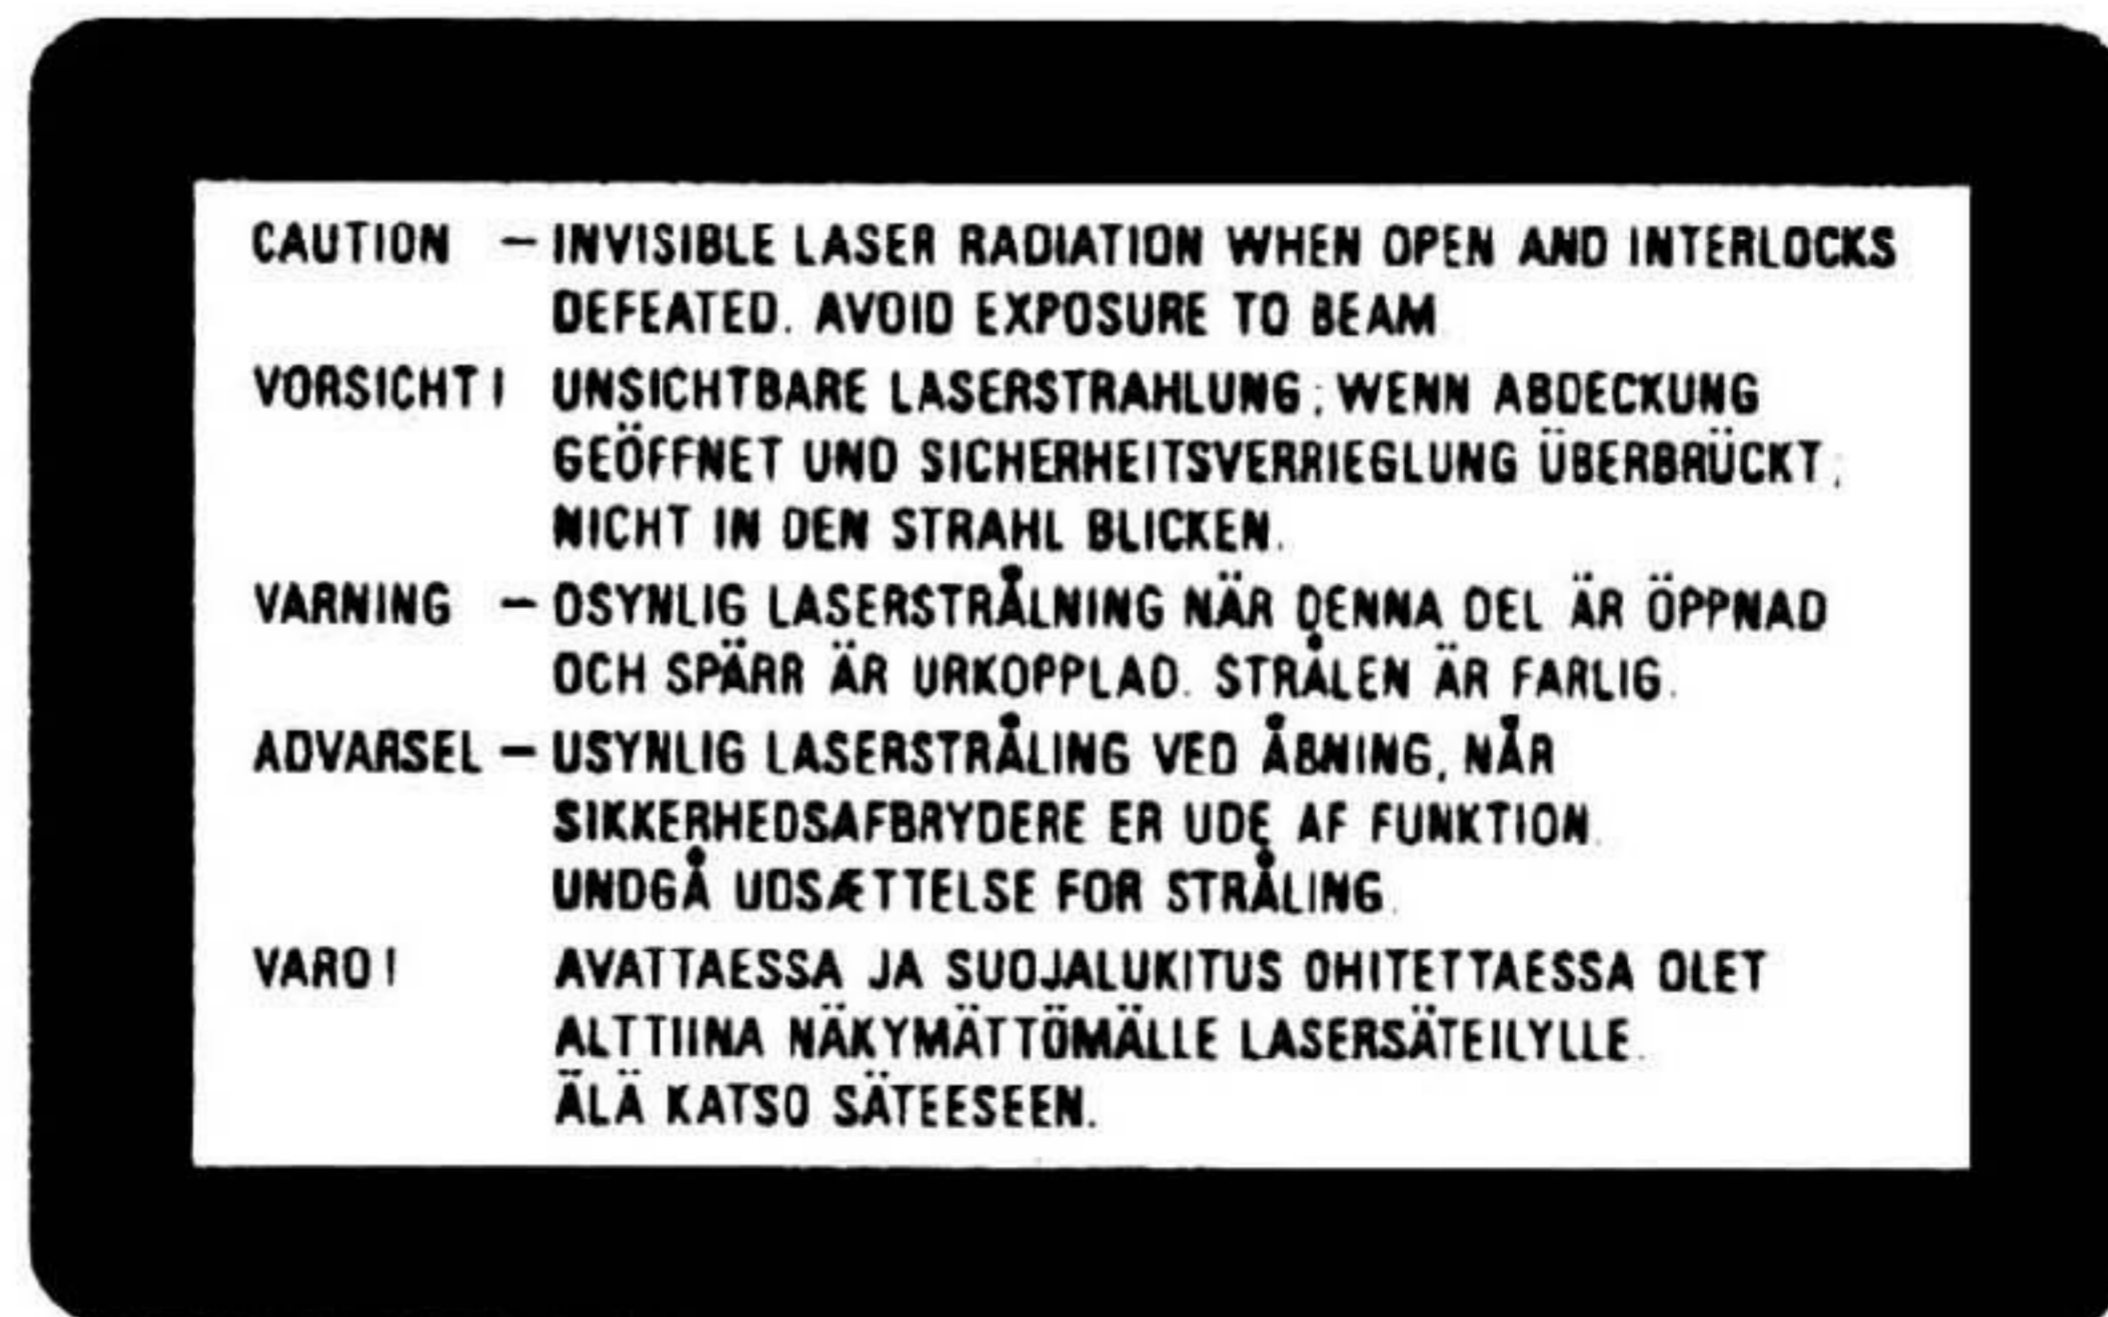 CAUTION – INVISIBLE LASER RADIATION WHEN OPEN AND INTERLOCKS
DEFEATED. AVOID EXPOSURE TO BEAM
VORSICHT! UNSICHTBARE LASERSTRAHLUNG; WENN ABDECKUNG
GEÖFFNET UND SICHERHEITSVERRIEGLUNG ÜBERBRÜCKT;
NICHT IN DEN STRAHL BLICKEN.
VARNING – OSYNLIG LASERSTRÅLNING NÄR DENNA DEL ÄR ÖPPNAD
OCH SPÄRR ÄR URKOPPLAD. STRÅLEN ÄR FARLIG.
ADVARSEL – USYNLIG LASERSTRÅLING VED ÅBNING, NÅR
SIKKERHEDSAFBRYDERE ER UDE AF FUNKTION.
UNDGÅ UDSÆTTELSE FOR STRÅLING.
VARO! AVATTAESSA JA SUOJALUKITUS OHITETTAESSA OLET
ALTTIINA NÄKYMÄTTÖMÄLLE LASERSÄTEILYLLE.
ÄLÄ KATSO SÄTEESEEN.